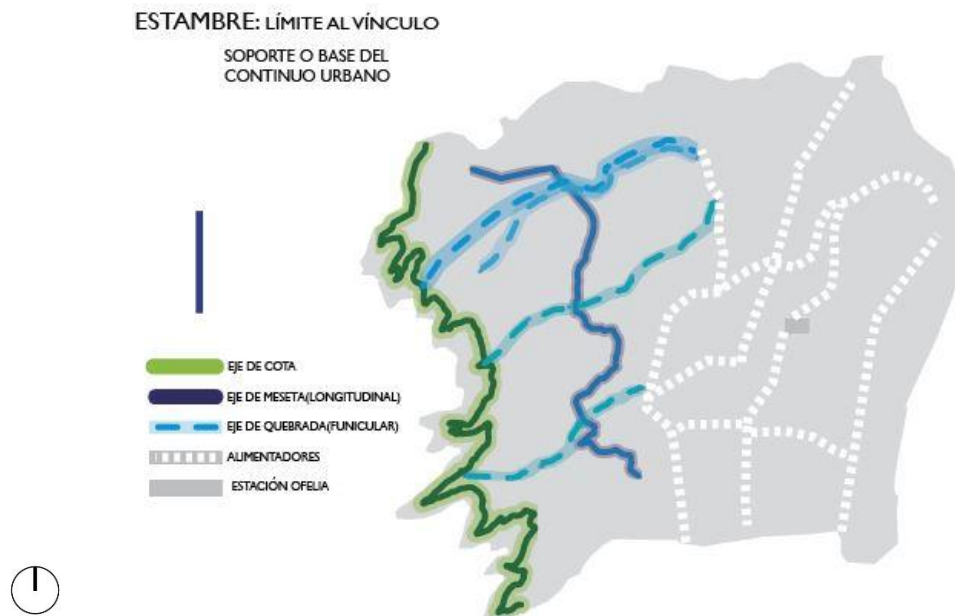 ESTAMBRE: LÍMITE AL VÍNCULO
SOPORTE O BASE DEL
CONTINUO URBANO
EJE DE COTA
EJE DE MESETA(LONGITUDINAL)
EJE DE QUEBRADA(FUNICULAR)
ALIMENTADORES
ESTACIÓN OFELIA